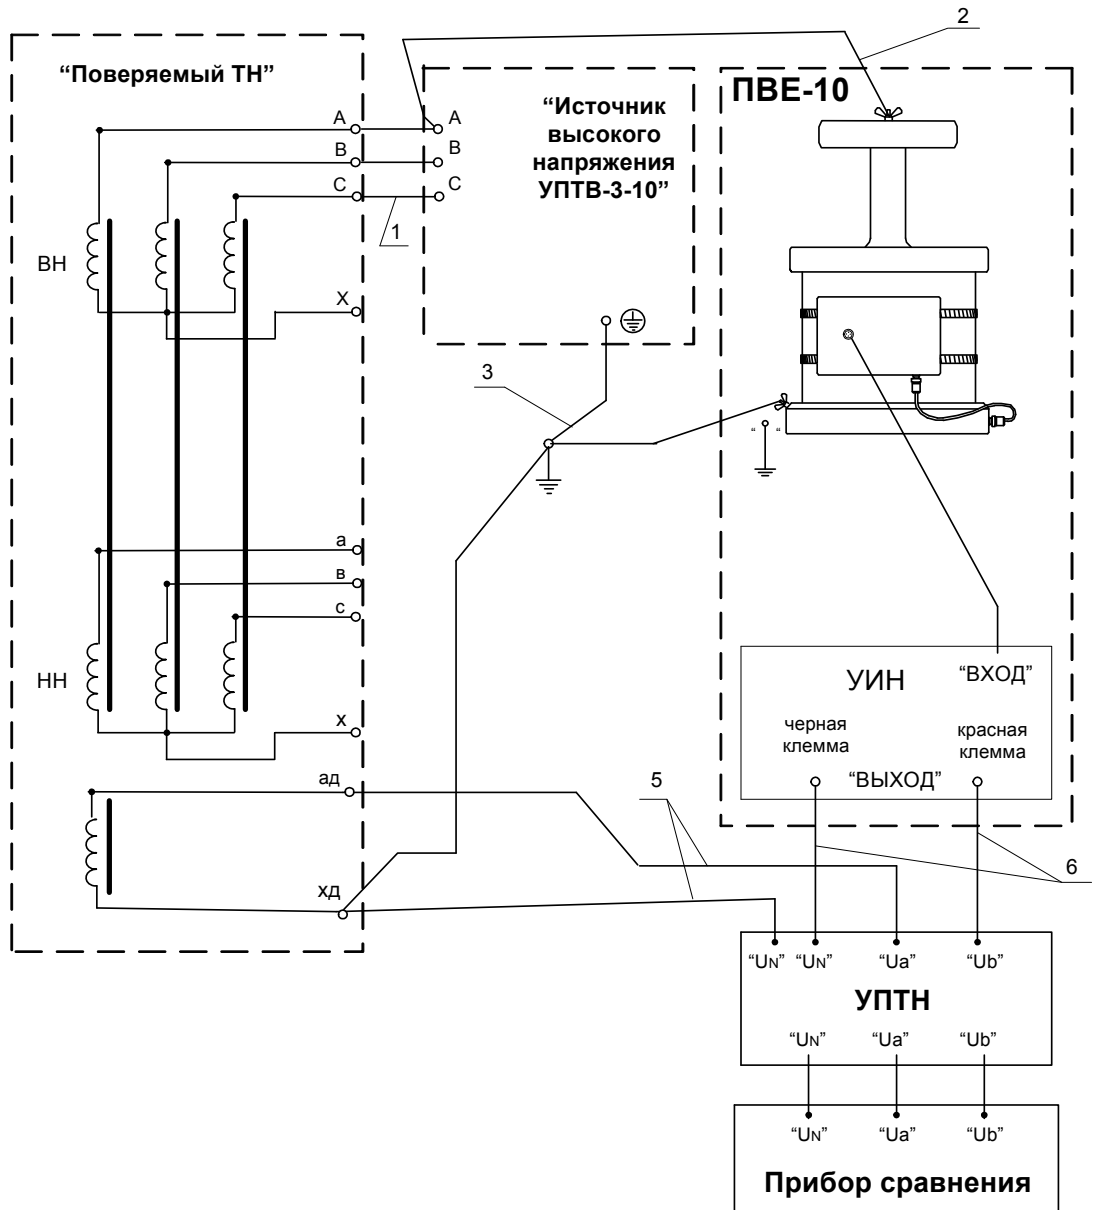 2
“Поверяемый ТН”
“Источник
высокого
напряжения
УПТВ-3-10”
ПВЕ-10
A
A
B
B
C
C
1
ВН
X
3
“ “
а
в
с
НН
х
УИН
“ВХОД”
черная
клемма
красная
клемма
“ВЫХОД”
ад
5
6
хд
“UN” “UN” “Ua” “Ub”
УПТН
“UN” “Ua” “Ub”
“UN” “Ua” “Ub”
Прибор сравнения